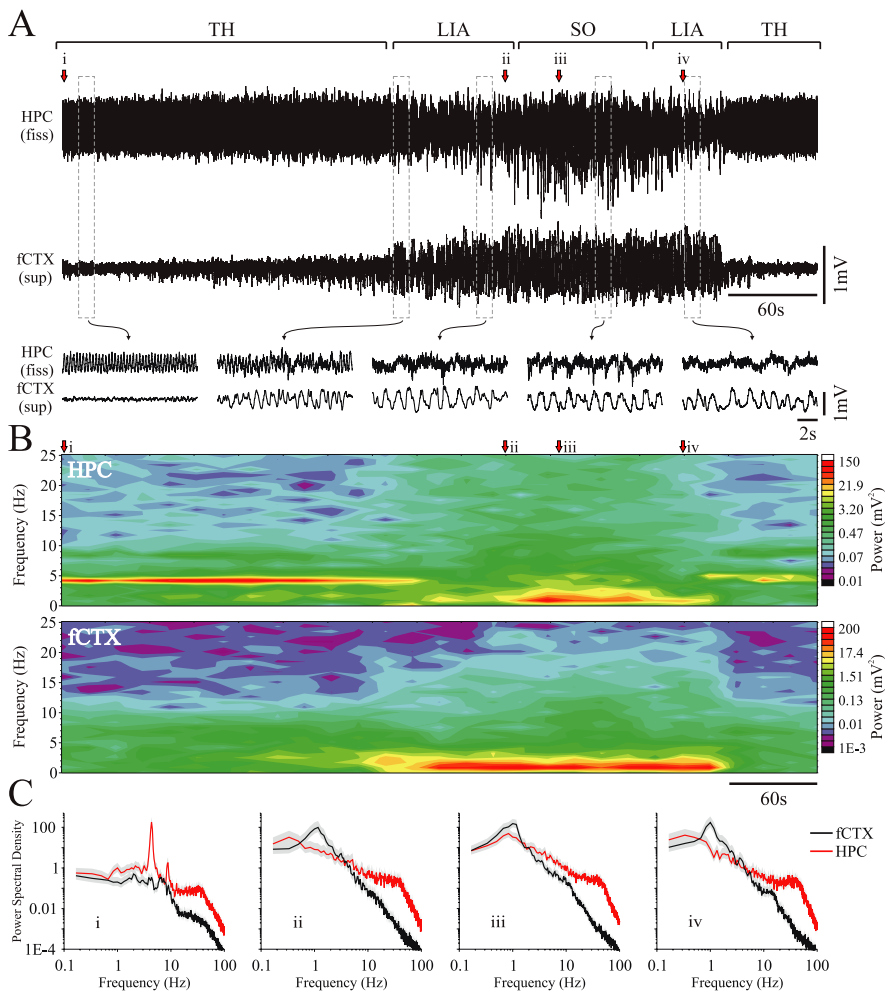 A
TH LIA SO LIA TH
i ii iii iv
HPC
(fiss)
fCTX
(sup)
1mV
60s
HPC
(fiss)
fCTX
(sup)
1mV
2s
B
i ii iii iv
HPC
Frequency (Hz)
25
20
15
10
5
0
150
21.9
3.20
0.47
0.07
0.01
Power (mV²)
fCTX
Frequency (Hz)
25
20
15
10
5
0
200
17.4
1.51
0.13
0.01
1E-3
Power (mV²)
60s
C
Power Spectral Density
100
1
0.01
1E-4
i ii iii iv
fCTX
HPC
0.1 1 10 100 0.1 1 10 100 0.1 1 10 100 0.1 1 10 100
Frequency (Hz) Frequency (Hz) Frequency (Hz) Frequency (Hz)